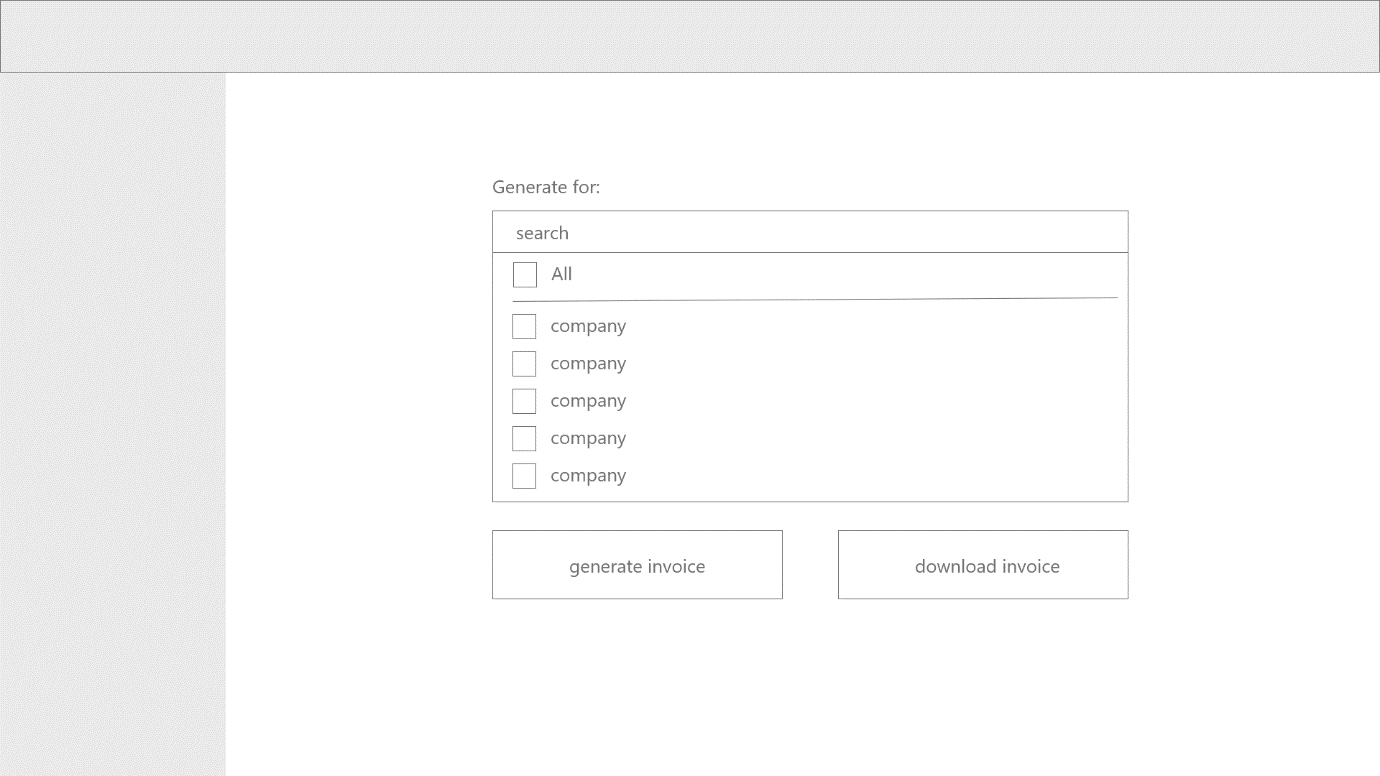 Generate for:
search
All
company
company
company
company
company
generate invoice
download invoice